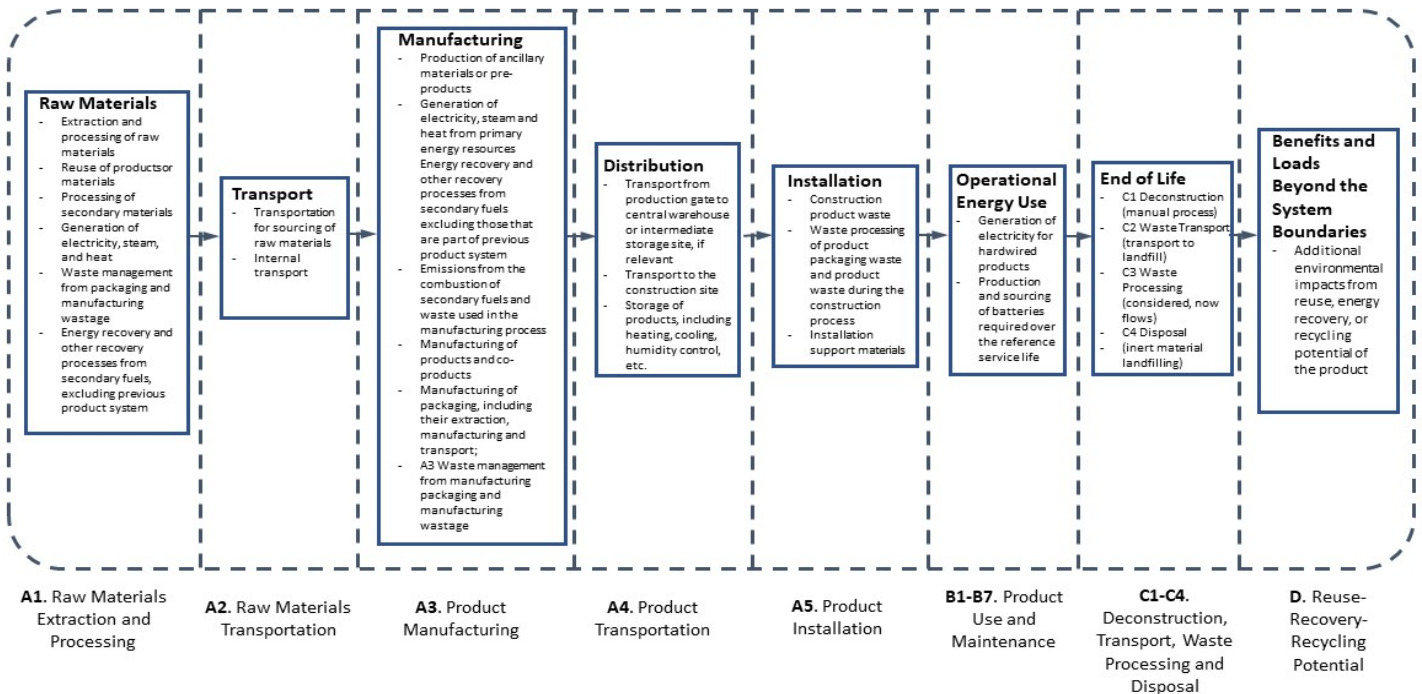 Raw Materials
- Extraction and
processing of raw
materials
- Reuse of productsor
materials
- Processing of
secondary materials
- Generation of
electricity, steam,
and heat
- Waste management
from packaging and
manufacturing
wastage
- Energy recovery and
other recovery
processes from
secondary fuels,
excluding previous
product system
Transport
- Transportation
for sourcing of
raw materials
- Internal
transport
Manufacturing
- Production of ancillary
materials or pre-
products
- Generation of
electricity, steam and
heat from primary
energy resources
Energy recovery and
other recovery
processes from
secondary fuels
excluding those that
are part of previous
product system
- Emissions from the
combustion of
secondary fuels and
waste used in the
manufacturing process
- Manufacturing of
products and co-
products
- Manufacturing of
packaging, including
their extraction,
manufacturing and
transport;
- A3 Waste management
from manufacturing
packaging and
manufacturing
wastage
Distribution
- Transport from
production gate to
central warehouse
or intermediate
storage site, if
relevant
- Transport to the
construction site
- Storage of
products, including
heating, cooling,
humidity control,
etc.
Installation
- Construction
product waste
- Waste processing
of product
packaging waste
and product
waste during the
construction
process
- Installation
support materials
Operational
Energy Use
- Generation of
electricity for
hardwired
products
- Production
and sourcing
of batteries
required over
the reference
service life
End of Life
- C1 Deconstruction
(manual process)
- C2 Waste Transport
- (transport to
landfill)
- C3 Waste
Processing
(considered, now
flows)
- C4 Disposal
- (inert material
landfilling)
Benefits and
Loads
Beyond the
System
Boundaries
- Additional
environmental
impacts from
reuse, energy
recovery, or
recycling
potential of
the product
A1. Raw Materials
Extraction and
Processing
A2. Raw Materials
Transportation
A3. Product
Manufacturing
A4. Product
Transportation
A5. Product
Installation
B1-B7. Product
Use and
Maintenance
C1-C4.
Deconstruction,
Transport, Waste
Processing and
Disposal
D. Reuse-
Recovery-
Recycling
Potential